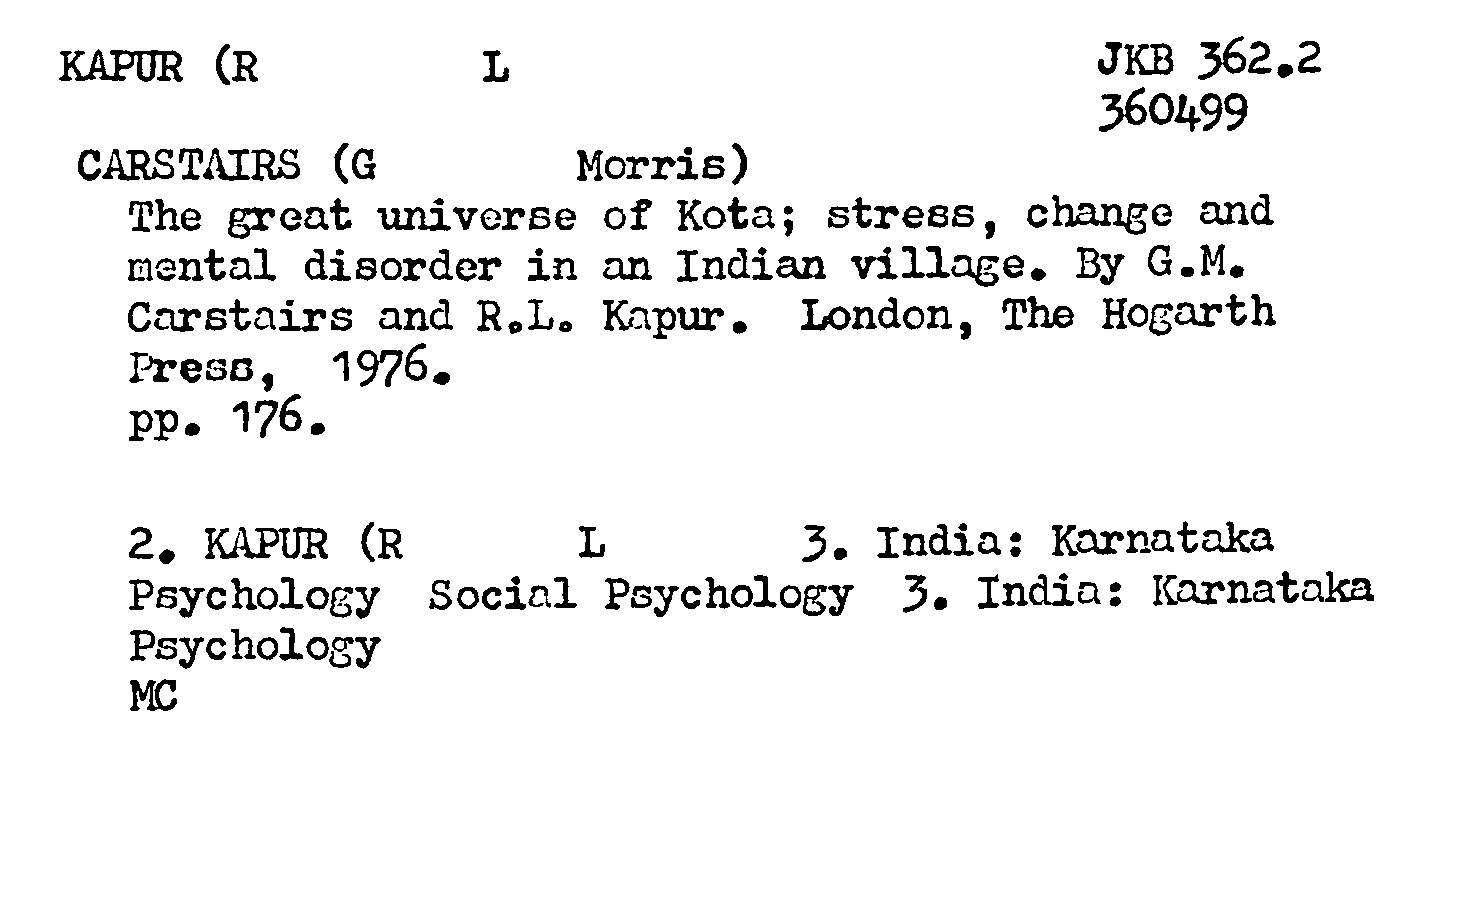 KAPUR (R L JKB 362.2
360499
CARSTAIRS (G Morris)
The great universe of Kota; stress, change and
mental disorder in an Indian village. By G.M.
Carstairs and R.L. Kapur. London, The Hogarth
Press, 1976.
pp. 176.
2. KAPUR (R L 3. India: Karnataka
Psychology Social Psychology 3. India: Karnataka
Psychology
MC